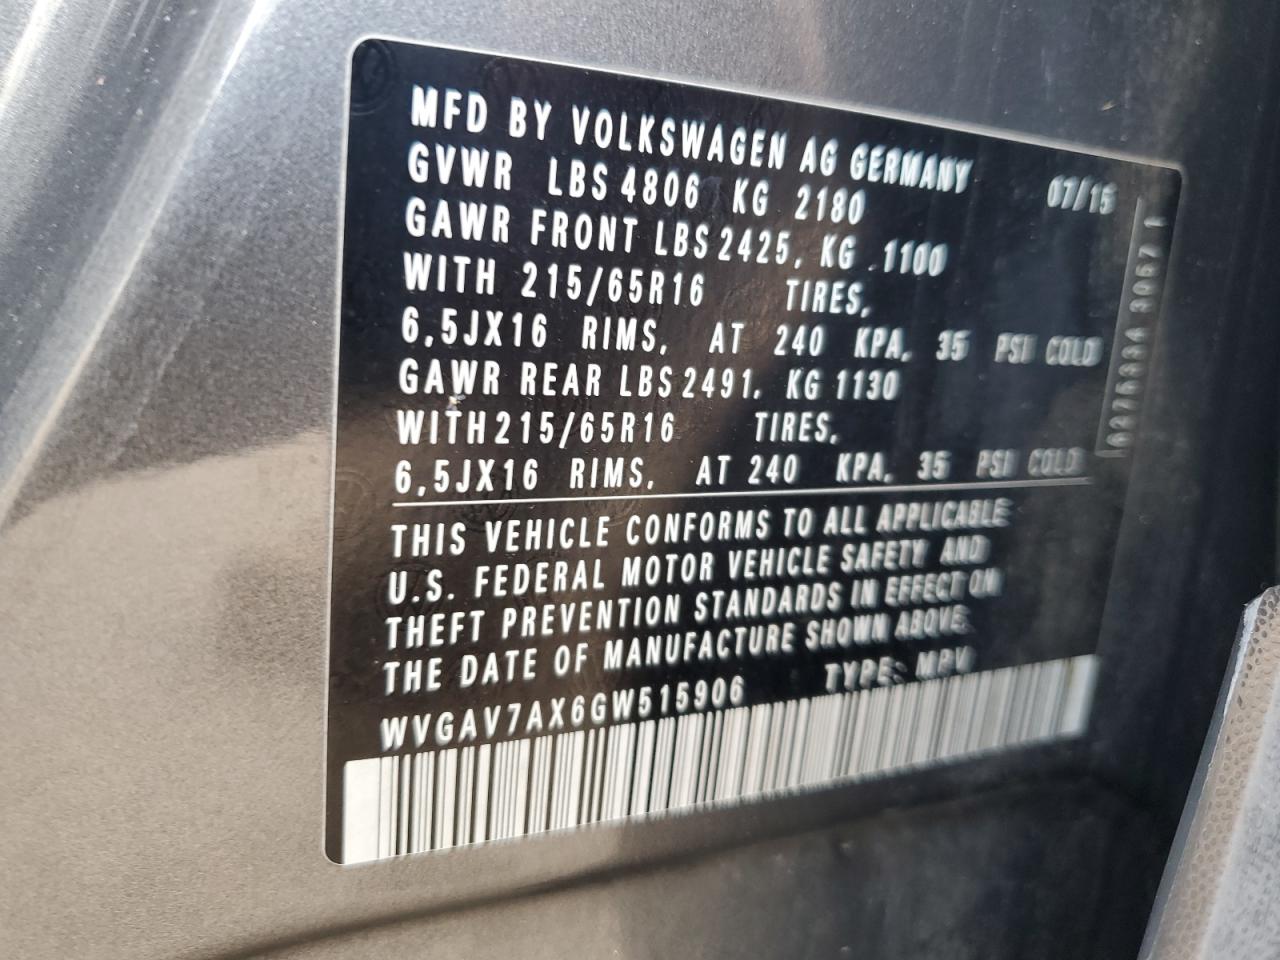 MFD BY VOLKSWAGEN AG GERMANY 07/15
GVWR LBS 4806 KG 2180
GAWR FRONT LBS 2425, KG 1100
WITH 215/65R16 TIRES,
6,5JX16 RIMS, AT 240 KPA, 35 PSI COLD
GAWR REAR LBS 2491, KG 1130
WITH 215/65R16 TIRES,
6,5JX16 RIMS, AT 240 KPA, 35 PSI COLD
THIS VEHICLE CONFORMS TO ALL APPLICABLE
U.S. FEDERAL MOTOR VEHICLE SAFETY AND
THEFT PREVENTION STANDARDS IN EFFECT ON
THE DATE OF MANUFACTURE SHOWN ABOVE.
WVGAV7AX6GW515906 TYPE: MPV